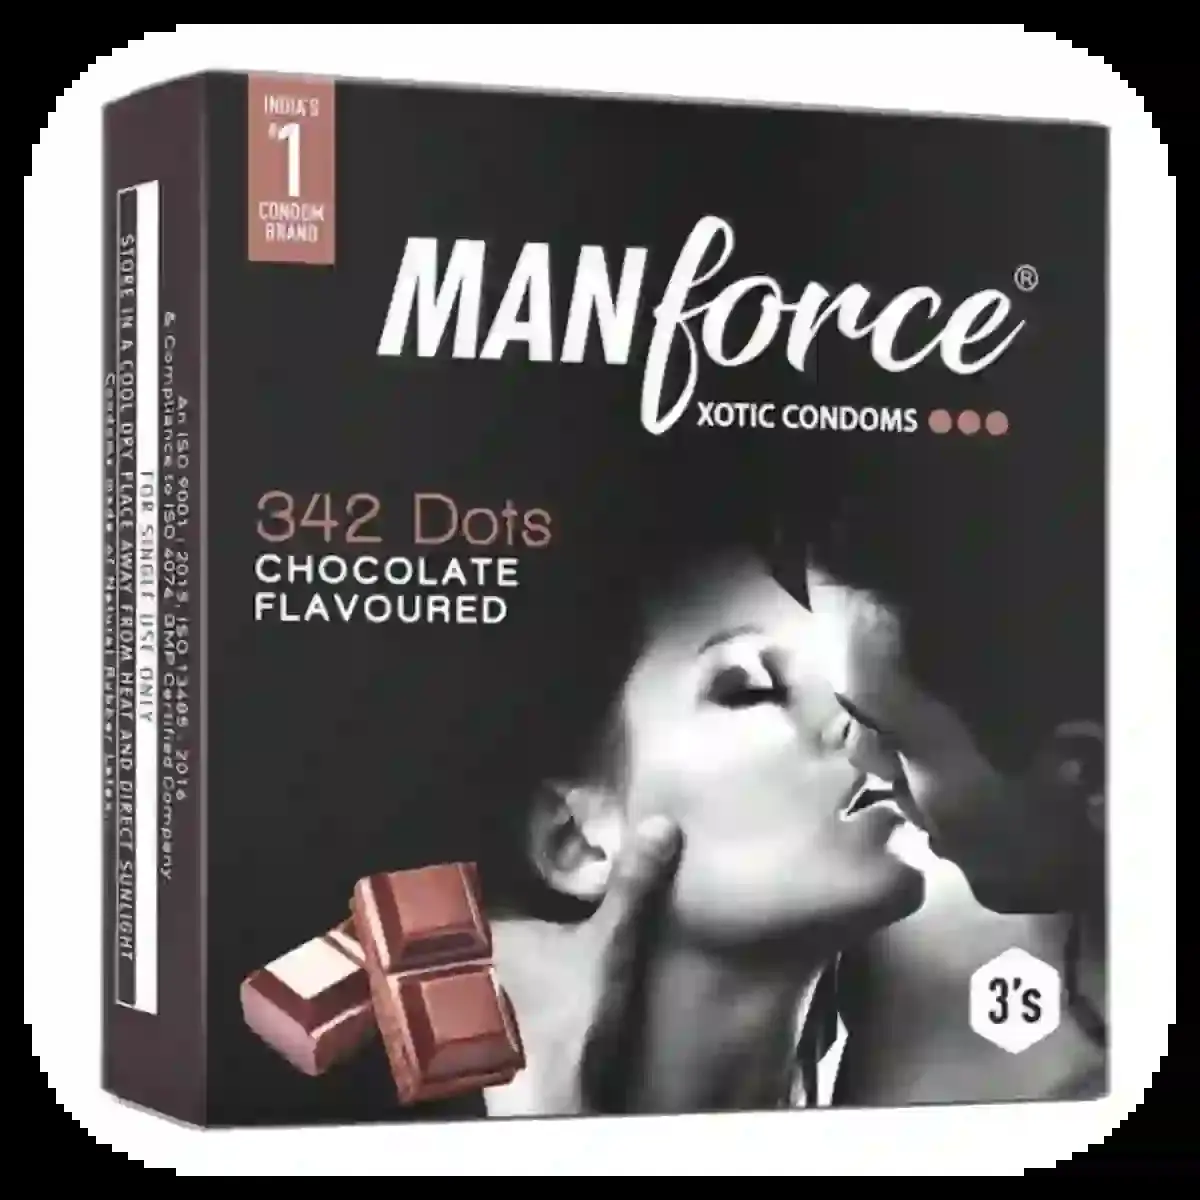 INDIA'S
#1
CONDOM
BRAND
MANforce®
XOTIC CONDOMS
342 Dots
CHOCOLATE
FLAVOURED
3's
An ISO 9001 : 2015, ISO 13485 : 2016
& Compliance to ISO 4074, GMP Certified Company.
FOR SINGLE USE ONLY
STORE IN A COOL DRY PLACE AWAY FROM HEAT AND DIRECT SUNLIGHT
Condoms made of Natural Rubber Latex.